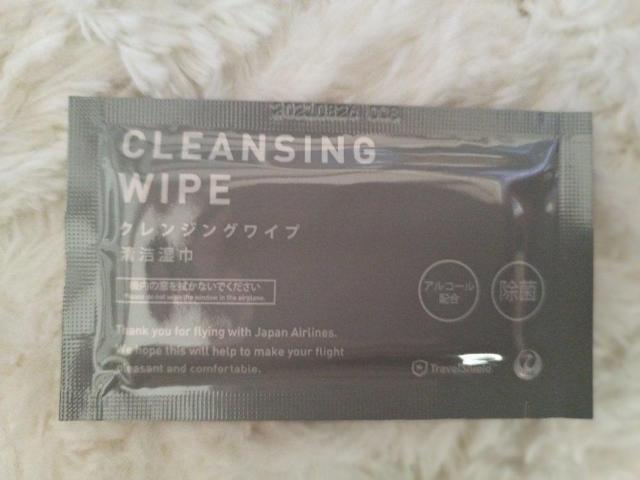 CLEANSING
WIPE
クレンジングワイプ
清洁湿巾
機内の窓を拭かないでください
Please do not wipe the window in the airplane.
アルコール
配合
除菌
Thank you for flying with Japan Airlines.
We hope this will help to make your flight
pleasant and comfortable.
TravelShield